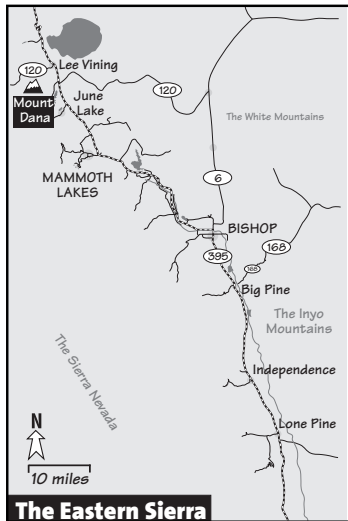 Lee Vining
120
Mount
Dana
June
Lake
120
The White Mountains
MAMMOTH
LAKES
6
BISHOP
168
395
168
Big Pine
The Inyo
Mountains
The Sierra Nevada
Independence
Lone Pine
N
10 miles
The Eastern Sierra